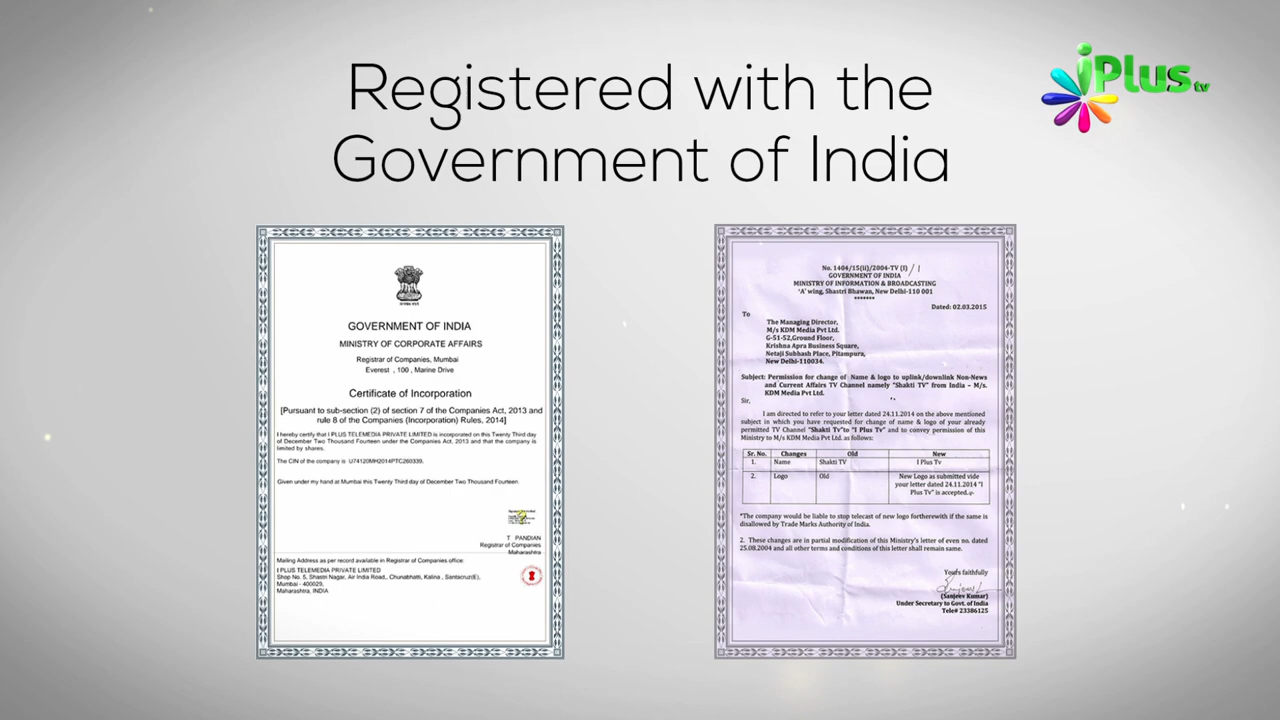 Registered with the
Government of India
iPlus tv
GOVERNMENT OF INDIA
MINISTRY OF CORPORATE AFFAIRS
Registrar of Companies, Mumbai
Everest , 100 , Marine Drive
Certificate of Incorporation
[Pursuant to sub-section (2) of section 7 of the Companies Act, 2013 and
rule 8 of the Companies (Incorporation) Rules, 2014]
I hereby certify that I PLUS TELEMEDIA PRIVATE LIMITED is incorporated on this Twenty Third day
of December Two Thousand Fourteen under the Companies Act, 2013 and that the company is
limited by shares.
The CIN of the company is U74120MH2014PTC260339.
Given under my hand at Mumbai this Twenty Third day of December Two Thousand Fourteen.
T PANDIAN
Registrar of Companies
Maharashtra
Mailing Address as per record available in Registrar of Companies office:
I PLUS TELEMEDIA PRIVATE LIMITED
Shop No. 5, Shastri Nagar, Air India Road,, Chunabhatti, Kalina , Santacruz(E),
Mumbai - 400029,
Maharashtra, INDIA
No. 1404/15(ii)/2004-TV (I) / 1
GOVERNMENT OF INDIA
MINISTRY OF INFORMATION & BROADCASTING
'A' wing, Shastri Bhawan, New Delhi-110 001
*******
Dated: 02.03.2015
To
The Managing Director,
M/s KDM Media Pvt Ltd.
G-51-52,Ground Floor,
Krishna Apra Business Square,
Netaji Subhash Place, Pitampura,
New Delhi-110034.
Subject: Permission for change of Name & logo to uplink/downlink Non-News
and Current Affairs TV Channel namely "Shakti TV" from India – M/s.
KDM Media Pvt Ltd.
Sir,
I am directed to refer to your letter dated 24.11.2014 on the above mentioned
subject in which you have requested for change of name & logo of your already
permitted TV Channel "Shakti Tv"to "I Plus Tv" and to convey permission of this
Ministry to M/s KDM Media Pvt Ltd. as follows:
Sr. No. Changes Old New
1. Name Shakti TV I Plus Tv
2. Logo Old New Logo as submitted vide
your letter dated 24.11.2014 "I
Plus Tv" is accepted.
*The company would be liable to stop telecast of new logo fortherewith if the same is
disallowed by Trade Marks Authority of India.
2. These changes are in partial modification of this Ministry's letter of even no. dated
25.08.2004 and all other terms and conditions of this letter shall remain same.
Yours faithfully
(Sanjeev Kumar)
Under Secretary to Govt. of India
Tele# 23386125